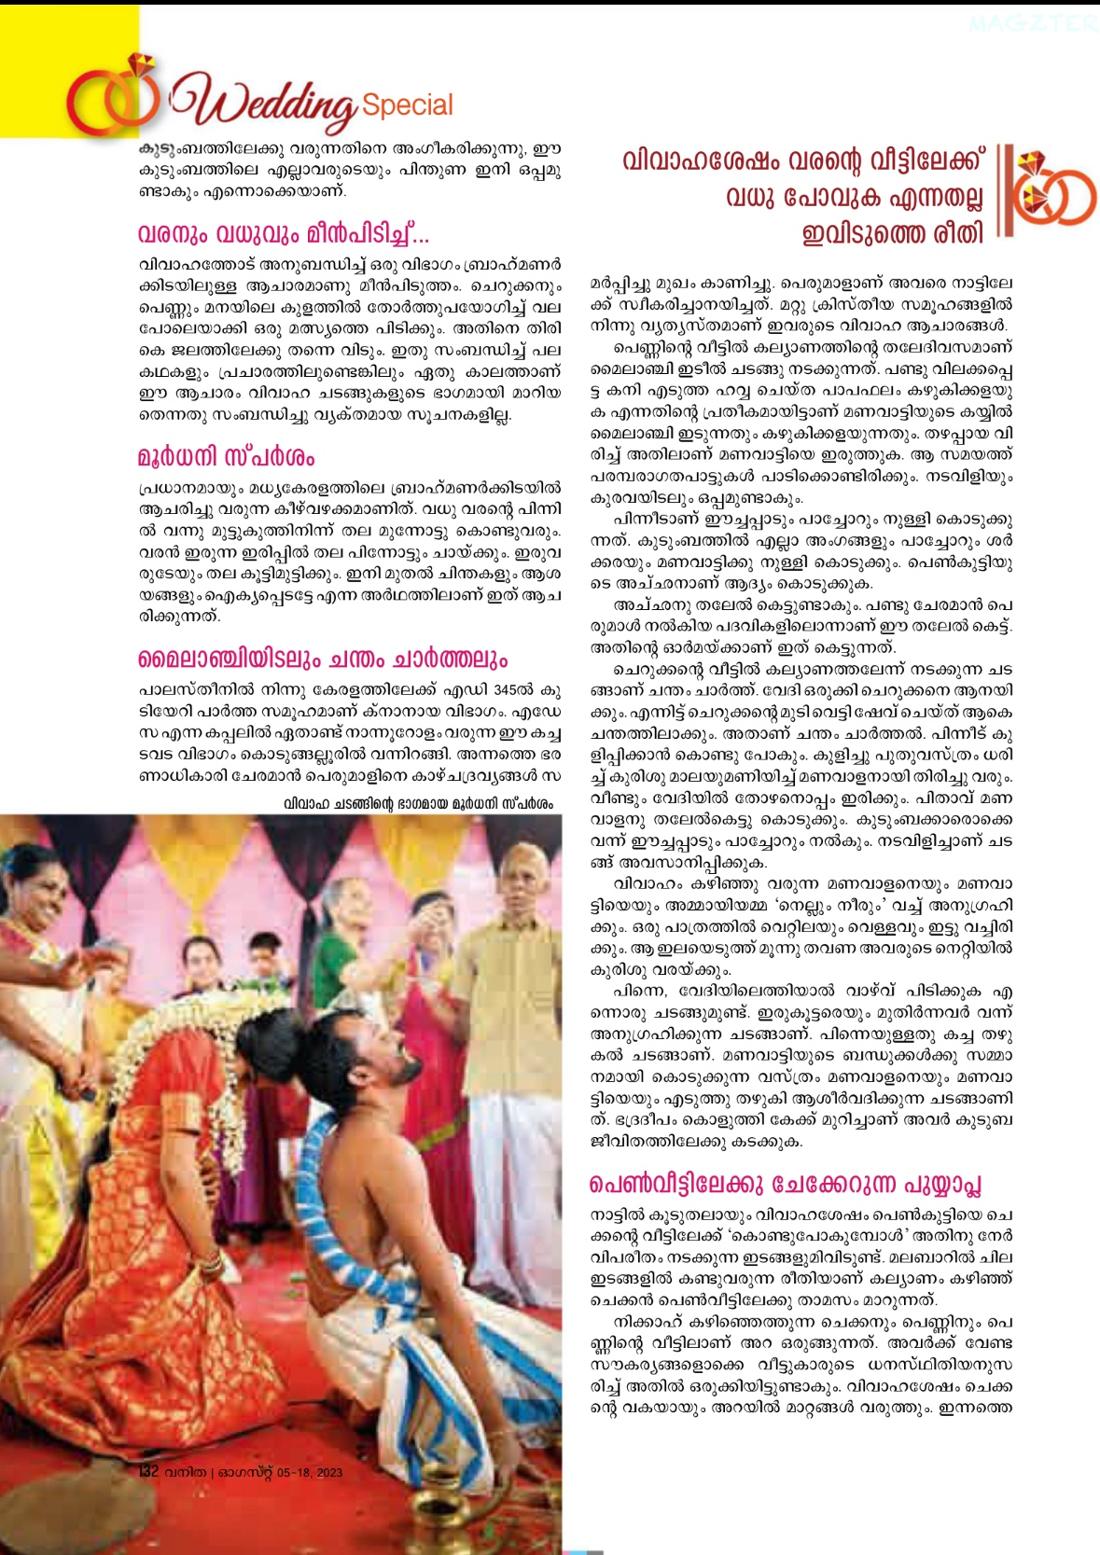 MAGZTER
Wedding Special
കുടുംബത്തിലേക്കു വരുന്നതിനെ അംഗീകരിക്കുന്നു, ഈ
കുടുംബത്തിലെ എല്ലാവരുടെയും പിന്തുണ ഇനി ഒപ്പമു
ണ്ടാകും എന്നൊക്കെയാണ്.
വരനും വധുവും മീൻപിടിച്ച്...
വിവാഹത്തോട് അനുബന്ധിച്ച് ഒരു വിഭാഗം ബ്രാഹ്മണർ
ക്കിടയിലുള്ള ആചാരമാണു മീൻപിടുത്തം. ചെറുക്കനും
പെണ്ണും മനയിലെ കുളത്തിൽ തോർത്തുപയോഗിച്ച് വല
പോലെയാക്കി ഒരു മത്സ്യത്തെ പിടിക്കും. അതിനെ തിരി
കെ ജലത്തിലേക്കു തന്നെ വിടും. ഇതു സംബന്ധിച്ച് പല
കഥകളും പ്രചാരത്തിലുണ്ടെങ്കിലും ഏതു കാലത്താണ്
ഈ ആചാരം വിവാഹ ചടങ്ങുകളുടെ ഭാഗമായി മാറിയ
തെന്നതു സംബന്ധിച്ചു വ്യക്തമായ സൂചനകളില്ല.
മൂർധനി സ്പർശം
പ്രധാനമായും മധ്യകേരളത്തിലെ ബ്രാഹ്മണർക്കിടയിൽ
ആചരിച്ചു വരുന്ന കീഴ്‌വഴക്കമാണിത്. വധു വരന്റെ പിന്നി
ൽ വന്നു മുട്ടുകുത്തിനിന്ന് തല മുന്നോട്ടു കൊണ്ടുവരും.
വരൻ ഇരുന്ന ഇരിപ്പിൽ തല പിന്നോട്ടും ചായ്ക്കും. ഇരുവ
രുടേയും തല കൂട്ടിമുട്ടിക്കും. ഇനി മുതൽ ചിന്തകളും ആശ
യങ്ങളും ഐക്യപ്പെടട്ടേ എന്ന അർഥത്തിലാണ് ഇത് ആച
രിക്കുന്നത്.
മൈലാഞ്ചിയിടലും ചന്തം ചാർത്തലും
പാലസ്തീനിൽ നിന്നു കേരളത്തിലേക്ക് എഡി 345ൽ കു
ടിയേറി പാർത്ത സമൂഹമാണ് ക്നാനായ വിഭാഗം. എഡേ
സ എന്ന കപ്പലിൽ ഏതാണ്ട് നാന്നൂറോളം വരുന്ന ഈ കച്ച
ടവട വിഭാഗം കൊടുങ്ങല്ലൂരിൽ വന്നിറങ്ങി. അന്നത്തെ ഭര
ണാധികാരി ചേരമാൻ പെരുമാളിനെ കാഴ്ചദ്രവ്യങ്ങൾ സ
വിവാഹ ചടങ്ങിന്റെ ഭാഗമായ മൂർധനി സ്പർശം
132 വനിത | ഓഗസ്റ്റ് 05-18, 2023
വിവാഹശേഷം വരന്റെ വീട്ടിലേക്ക്
വധു പോവുക എന്നതല്ല
ഇവിടുത്തെ രീതി
മർപ്പിച്ചു മുഖം കാണിച്ചു. പെരുമാളാണ് അവരെ നാട്ടിലേ
ക്ക് സ്വീകരിച്ചാനയിച്ചത്. മറ്റു ക്രിസ്തീയ സമൂഹങ്ങളിൽ
നിന്നു വ്യത്യസ്തമാണ് ഇവരുടെ വിവാഹ ആചാരങ്ങൾ.
പെണ്ണിന്റെ വീട്ടിൽ കല്യാണത്തിന്റെ തലേദിവസമാണ്
മൈലാഞ്ചി ഇടീൽ ചടങ്ങു നടക്കുന്നത്. പണ്ടു വിലക്കപ്പെ
ട്ട കനി എടുത്ത ഹവ്വ ചെയ്ത പാപഫലം കഴുകിക്കളയു
ക എന്നതിന്റെ പ്രതീകമായിട്ടാണ് മണവാട്ടിയുടെ കയ്യിൽ
മൈലാഞ്ചി ഇടുന്നതും കഴുകിക്കളയുന്നതും. തഴപ്പായ വി
രിച്ച് അതിലാണ് മണവാട്ടിയെ ഇരുത്തുക. ആ സമയത്ത്
പരമ്പരാഗതപാട്ടുകൾ പാടിക്കൊണ്ടിരിക്കും. നടവിളിയും
കുരവയിടലും ഒപ്പമുണ്ടാകും.
പിന്നീടാണ് ഈച്ചപ്പാടും പാച്ചോറും നുള്ളി കൊടുക്കു
ന്നത്. കുടുംബത്തിൽ എല്ലാ അംഗങ്ങളും പാച്ചോറും ശർ
ക്കരയും മണവാട്ടിക്കു നുള്ളി കൊടുക്കും. പെൺകുട്ടിയു
ടെ അച്ഛനാണ് ആദ്യം കൊടുക്കുക.
അച്ഛനു തലേൽ കെട്ടുണ്ടാകും. പണ്ടു ചേരമാൻ പെ
രുമാൾ നൽകിയ പദവികളിലൊന്നാണ് ഈ തലേൽ കെട്ട്.
അതിന്റെ ഓർമയ്ക്കാണ് ഇത് കെട്ടുന്നത്.
ചെറുക്കന്റെ വീട്ടിൽ കല്യാണത്തലേന്ന് നടക്കുന്ന ചട
ങ്ങാണ് ചന്തം ചാർത്ത്. വേദി ഒരുക്കി ചെറുക്കനെ ആനയി
ക്കും. എന്നിട്ട് ചെറുക്കന്റെ മുടി വെട്ടി ഷേവ് ചെയ്ത് ആകെ
ചന്തത്തിലാക്കും. അതാണ് ചന്തം ചാർത്തൽ. പിന്നീട് കു
ളിപ്പിക്കാൻ കൊണ്ടു പോകും. കുളിച്ചു പുതുവസ്ത്രം ധരി
ച്ച് കുരിശു മാലയുമണിയിച്ച് മണവാളനായി തിരിച്ചു വരും.
വീണ്ടും വേദിയിൽ തോഴനൊപ്പം ഇരിക്കും. പിതാവ് മണ
വാളനു തലേൽകെട്ടു കൊടുക്കും. കുടുംബക്കാരൊക്കെ
വന്ന് ഈച്ചപ്പാടും പാച്ചോറും നൽകും. നടവിളിച്ചാണ് ചട
ങ്ങ് അവസാനിപ്പിക്കുക.
വിവാഹം കഴിഞ്ഞു വരുന്ന മണവാളനെയും മണവാ
ട്ടിയെയും അമ്മായിയമ്മ ‘നെല്ലും നീരും’ വച്ച് അനുഗ്രഹി
ക്കും. ഒരു പാത്രത്തിൽ വെറ്റിലയും വെള്ളവും ഇട്ടു വച്ചിരി
ക്കും. ആ ഇലയെടുത്ത് മൂന്നു തവണ അവരുടെ നെറ്റിയിൽ
കുരിശു വരയ്ക്കും.
പിന്നെ, വേദിയിലെത്തിയാൽ വാഴ്‌വ് പിടിക്കുക എ
ന്നൊരു ചടങ്ങുമുണ്ട്. ഇരുകൂട്ടരെയും മുതിർന്നവർ വന്ന്
അനുഗ്രഹിക്കുന്ന ചടങ്ങാണ്. പിന്നെയുള്ളതു കച്ച തഴു
കൽ ചടങ്ങാണ്. മണവാട്ടിയുടെ ബന്ധുക്കൾക്കു സമ്മാ
നമായി കൊടുക്കുന്ന വസ്ത്രം മണവാളനെയും മണവാ
ട്ടിയെയും എടുത്തു തഴുകി ആശീർവദിക്കുന്ന ചടങ്ങാണി
ത്. ഭദ്രദീപം കൊളുത്തി കേക്ക് മുറിച്ചാണ് അവർ കുടുബ
ജീവിതത്തിലേക്കു കടക്കുക.
പെൺവീട്ടിലേക്കു ചേക്കേറുന്ന പുയ്യാപ്ല
നാട്ടിൽ കൂടുതലായും വിവാഹശേഷം പെൺകുട്ടിയെ ചെ
ക്കന്റെ വീട്ടിലേക്ക് ‘കൊണ്ടുപോകുമ്പോൾ’ അതിനു നേർ
വിപരീതം നടക്കുന്ന ഇടങ്ങളുമിവിടുണ്ട്. മലബാറിൽ ചില
ഇടങ്ങളിൽ കണ്ടുവരുന്ന രീതിയാണ് കല്യാണം കഴിഞ്ഞ്
ചെക്കൻ പെൺവീട്ടിലേക്കു താമസം മാറുന്നത്.
നിക്കാഹ് കഴിഞ്ഞെത്തുന്ന ചെക്കനും പെണ്ണിനും പെ
ണ്ണിന്റെ വീട്ടിലാണ് അറ ഒരുങ്ങുന്നത്. അവർക്ക് വേണ്ട
സൗകര്യങ്ങളൊക്കെ വീട്ടുകാരുടെ ധനസ്ഥിതിയനുസ
രിച്ച് അതിൽ ഒരുക്കിയിട്ടുണ്ടാകും. വിവാഹശേഷം ചെക്ക
ന്റെ വകയായും അറയിൽ മാറ്റങ്ങൾ വരുത്തും. ഇന്നത്തെ